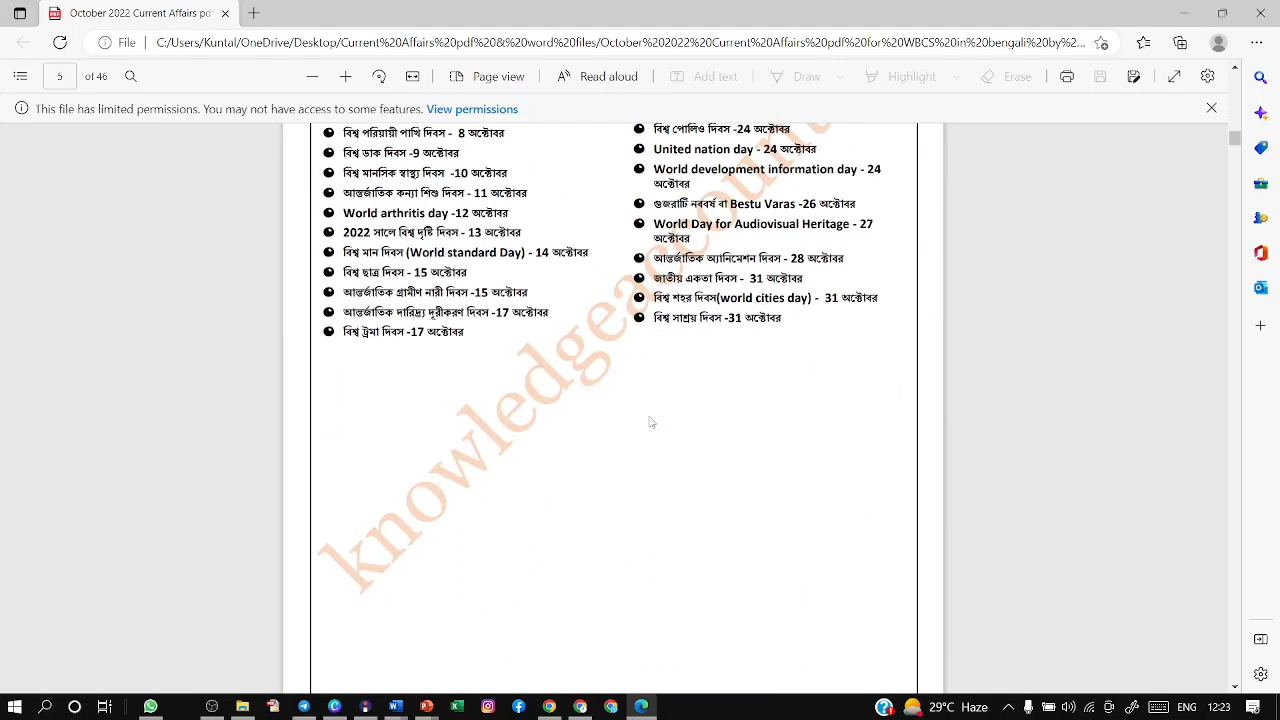 October 2022 Current Affairs pdf
File
C:/Users/Kuntal/OneDrive/Desktop/Current%20Affairs%20pdf%20&%20word%20files/October%202022%20Current%20Affairs%20pdf%20for%20WBCS%20in%20bengali%20by%2...
5 of 46
Page view
Read aloud
Add text
Draw
Highlight
Erase
This file has limited permissions. You may not have access to some features. View permissions
বিশ্ব পরিযায়ী পাখি দিবস - 8 অক্টোবর
বিশ্ব ডাক দিবস -9 অক্টোবর
বিশ্ব মানসিক স্বাস্থ্য দিবস -10 অক্টোবর
আন্তর্জাতিক কন্যা শিশু দিবস - 11 অক্টোবর
World arthritis day -12 অক্টোবর
2022 সালে বিশ্ব দৃষ্টি দিবস - 13 অক্টোবর
বিশ্ব মান দিবস (World standard Day) - 14 অক্টোবর
বিশ্ব ছাত্র দিবস - 15 অক্টোবর
আন্তর্জাতিক গ্রামীণ নারী দিবস -15 অক্টোবর
আন্তর্জাতিক দারিদ্র্য দূরীকরণ দিবস -17 অক্টোবর
বিশ্ব ট্রমা দিবস -17 অক্টোবর
বিশ্ব পোলিও দিবস -24 অক্টোবর
United nation day - 24 অক্টোবর
World development information day - 24
অক্টোবর
গুজরাটি নববর্ষ বা Bestu Varas -26 অক্টোবর
World Day for Audiovisual Heritage - 27
অক্টোবর
আন্তর্জাতিক অ্যানিমেশন দিবস - 28 অক্টোবর
জাতীয় একতা দিবস - 31 অক্টোবর
বিশ্ব শহর দিবস(world cities day) - 31 অক্টোবর
বিশ্ব সাশ্রয় দিবস -31 অক্টোবর
knowledgeaccount
29°C Haze
ENG
12:23